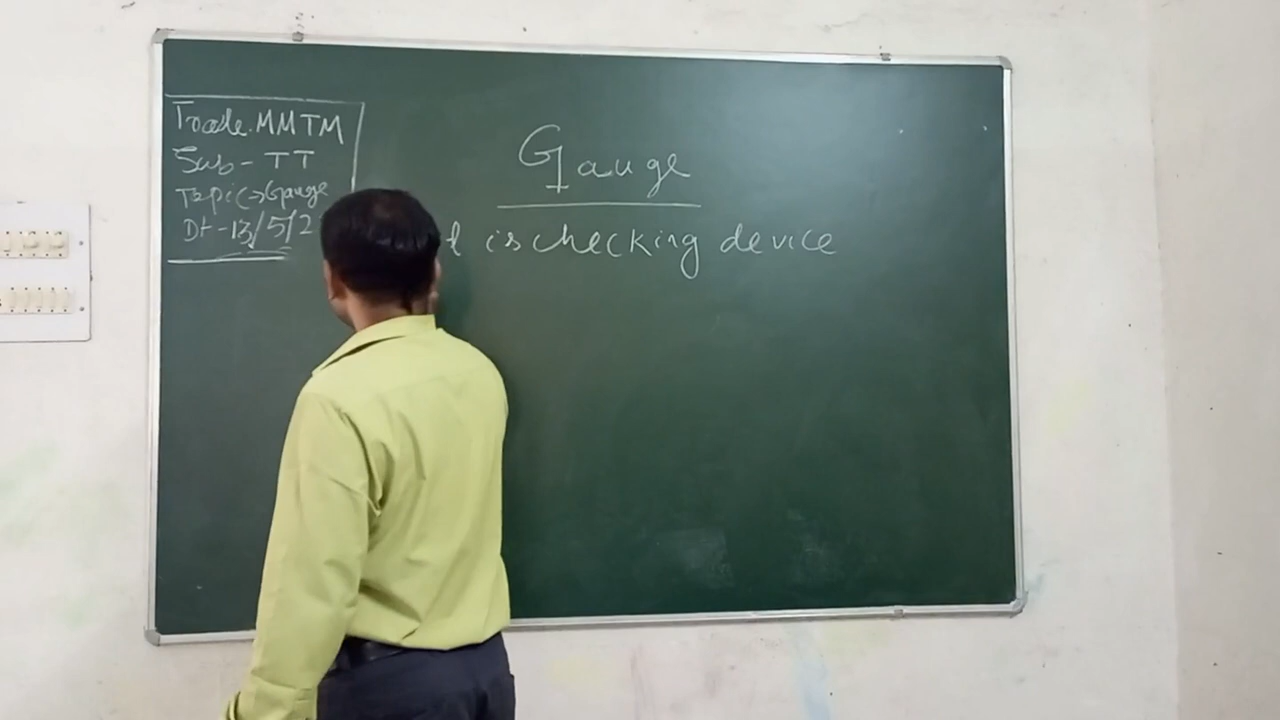 Trade. MMTM
Sub - TT
Topic → Gauge
Dt - 13/5/2
Gauge
t is checking device